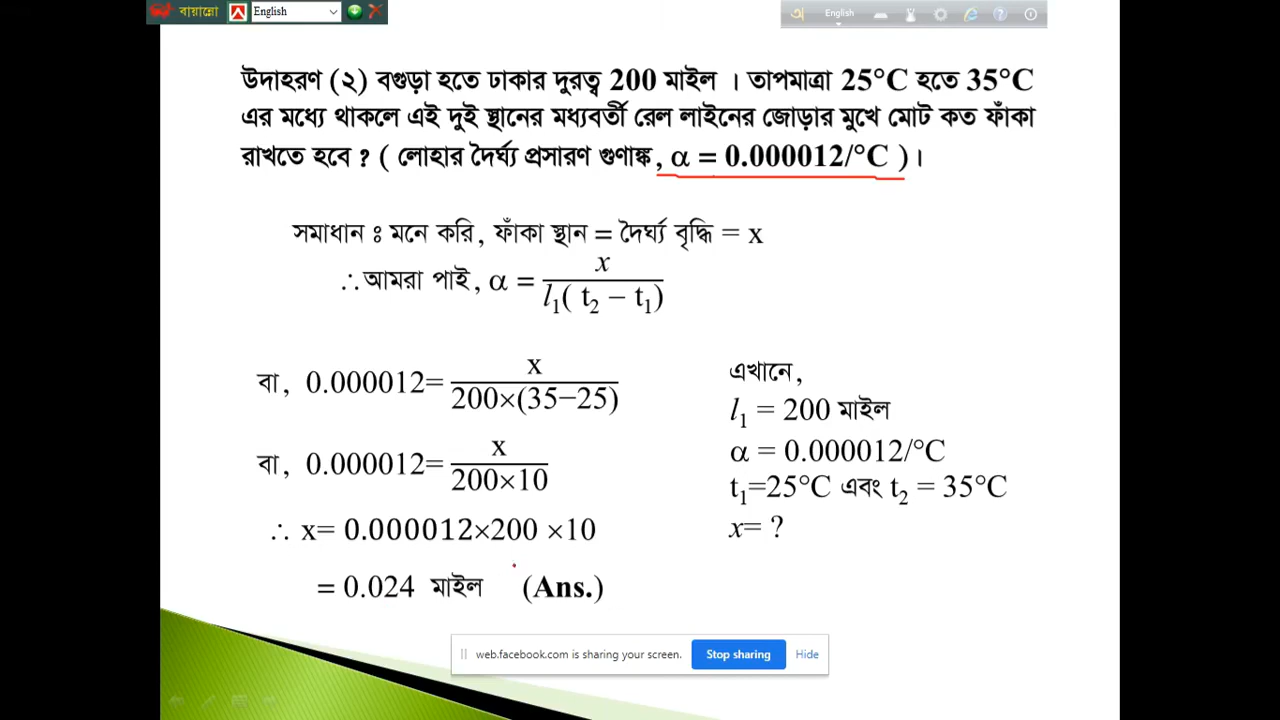 বায়ান্নো English
অ English
উদাহরণ (২) বগুড়া হতে ঢাকার দুরত্ব 200 মাইল । তাপমাত্রা 25°C হতে 35°C
এর মধ্যে থাকলে এই দুই স্থানের মধ্যবর্তী রেল লাইনের জোড়ার মুখে মোট কত ফাঁকা
রাখতে হবে ? ( লোহার দৈর্ঘ্য প্রসারণ গুণাঙ্ক, α = 0.000012/°C )।
সমাধান ঃ মনে করি, ফাঁকা স্থান = দৈর্ঘ্য বৃদ্ধি = x
∴আমরা পাই, α = x / l₁( t₂ – t₁)
বা, 0.000012= x / 200×(35−25)
বা, 0.000012= x / 200×10
∴ x= 0.000012×200 ×10
= 0.024 মাইল (Ans.)
এখানে,
l₁ = 200 মাইল
α = 0.000012/°C
t₁=25°C এবং t₂ = 35°C
x= ?
web.facebook.com is sharing your screen. Stop sharing Hide